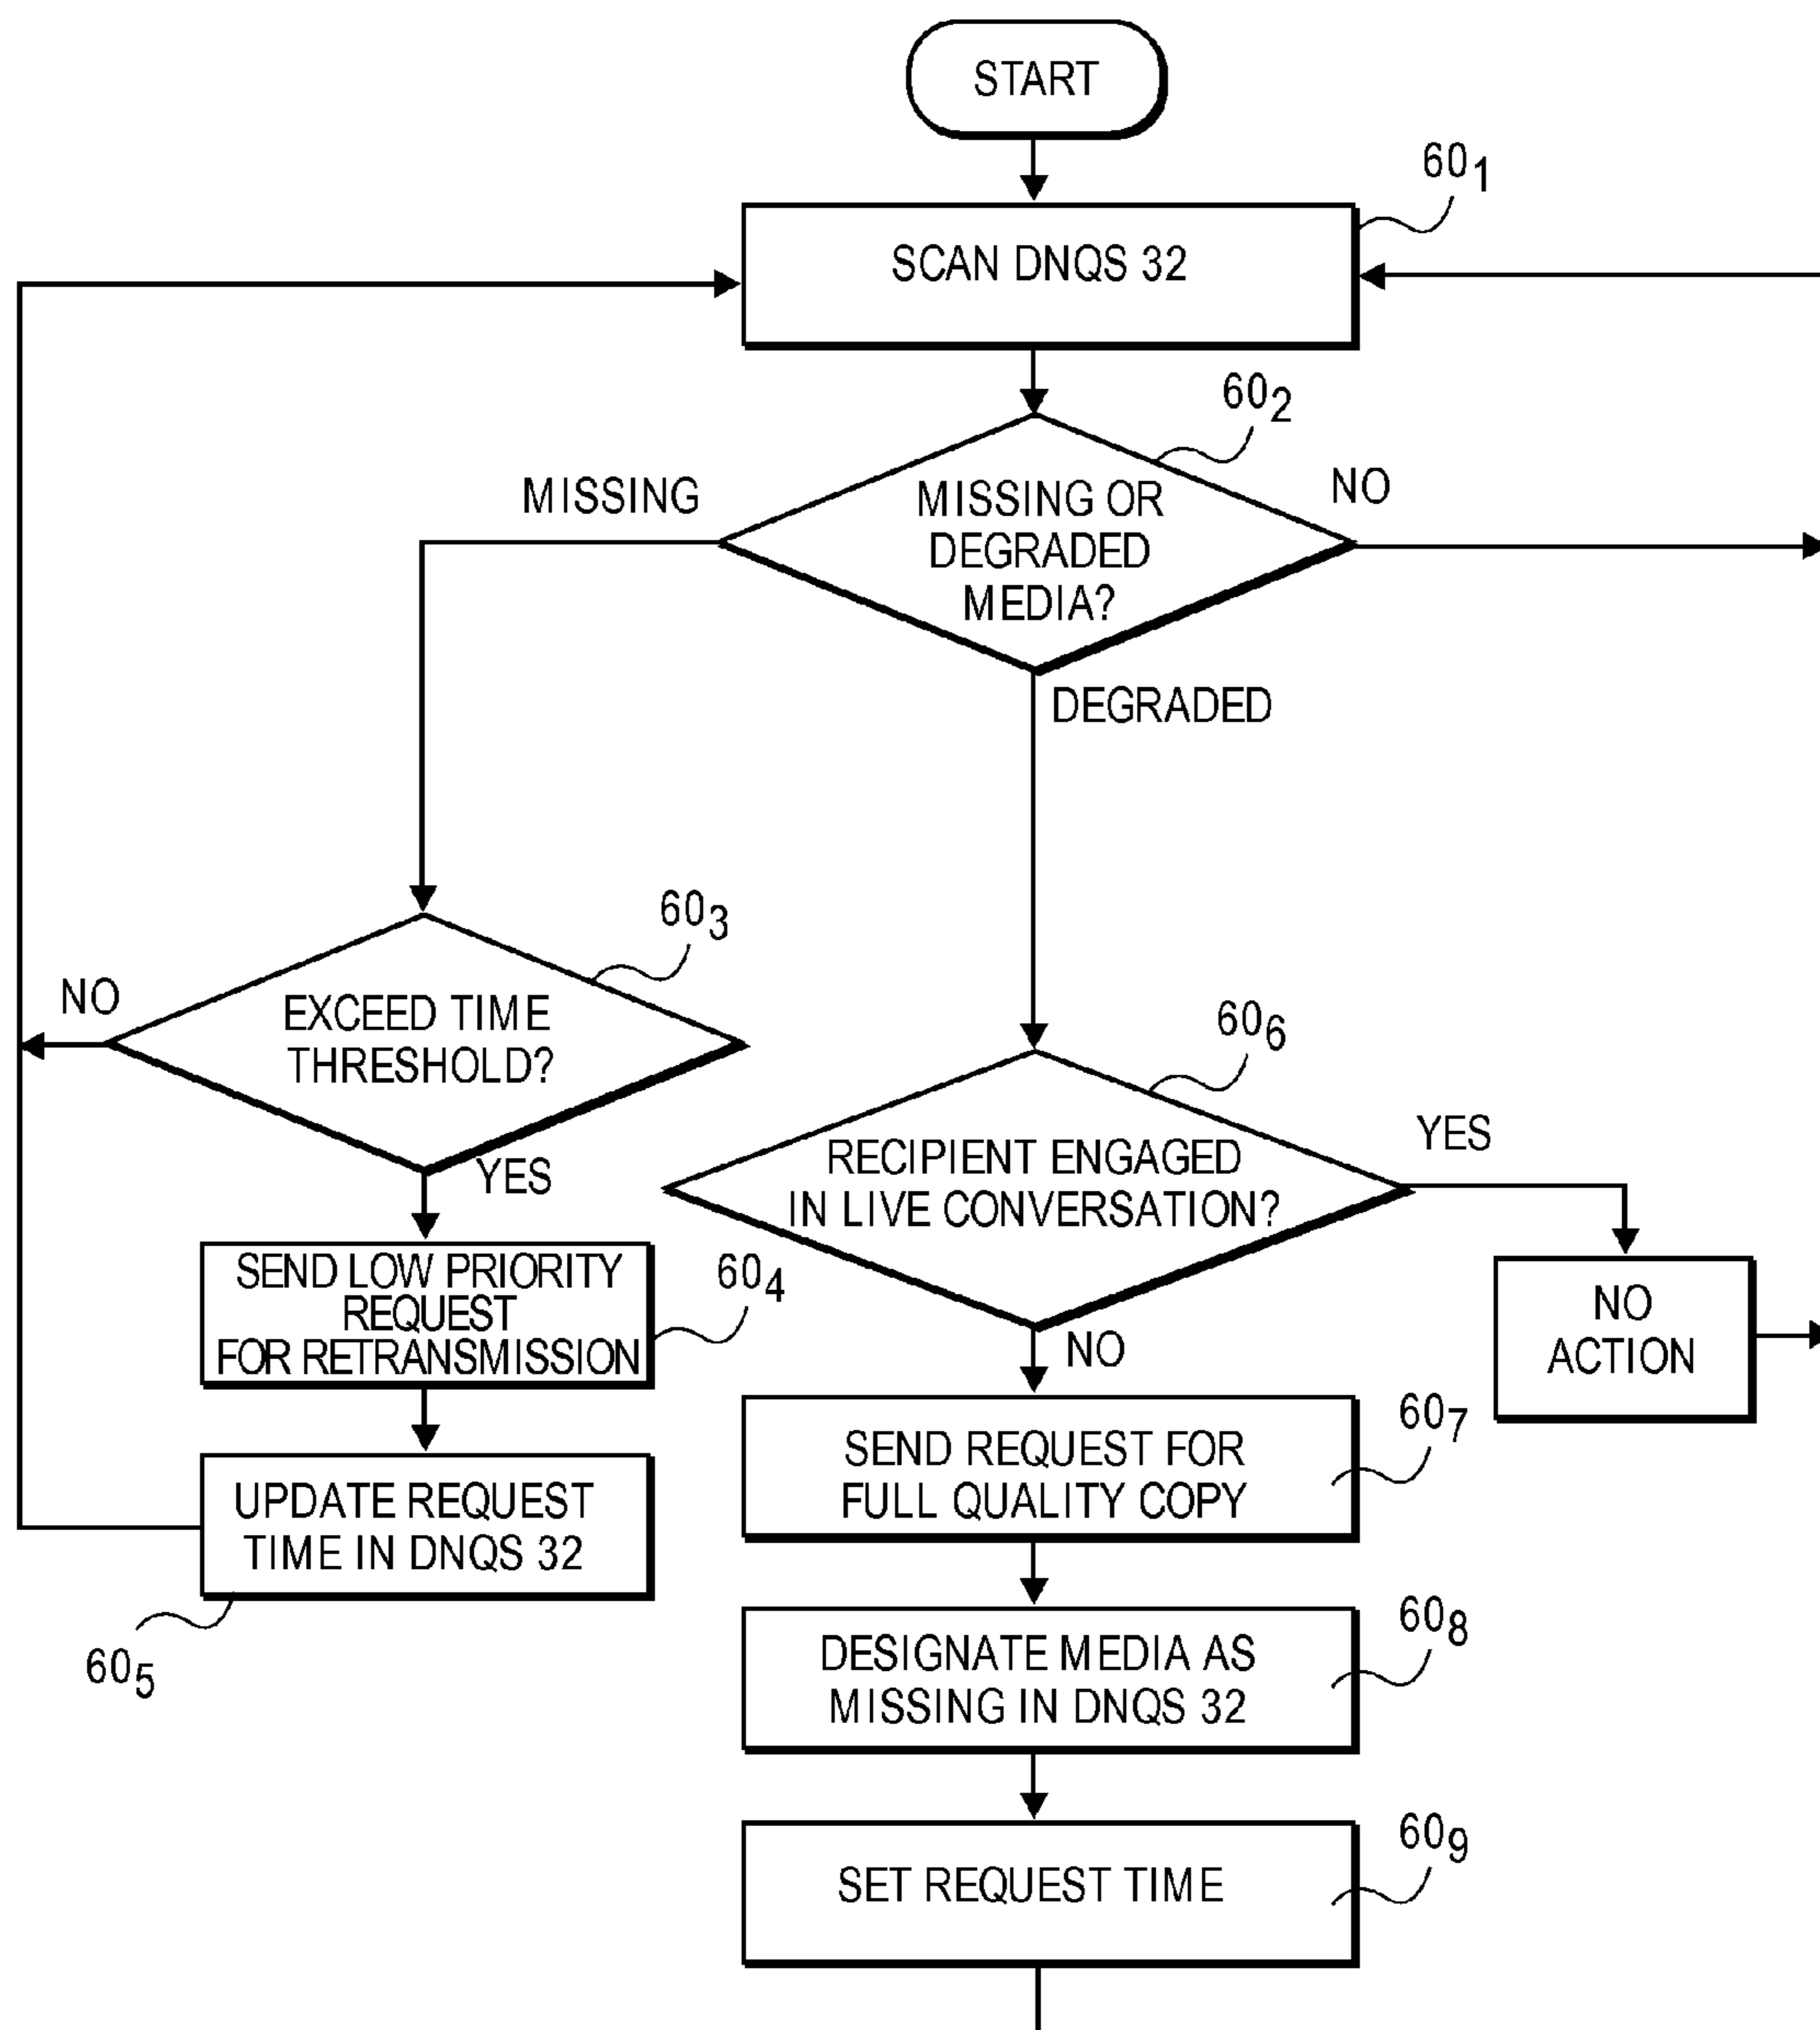 START
60₁
SCAN DNQS 32
60₂
MISSING
MISSING OR
DEGRADED
MEDIA?
NO
DEGRADED
60₃
NO
EXCEED TIME
THRESHOLD?
YES
60₆
RECIPIENT ENGAGED
IN LIVE CONVERSATION?
YES
SEND LOW PRIORITY
REQUEST
FOR RETRANSMISSION
60₄
NO
NO
ACTION
UPDATE REQUEST
TIME IN DNQS 32
60₅
SEND REQUEST FOR
FULL QUALITY COPY
60₇
DESIGNATE MEDIA AS
MISSING IN DNQS 32
60₈
SET REQUEST TIME
60₉